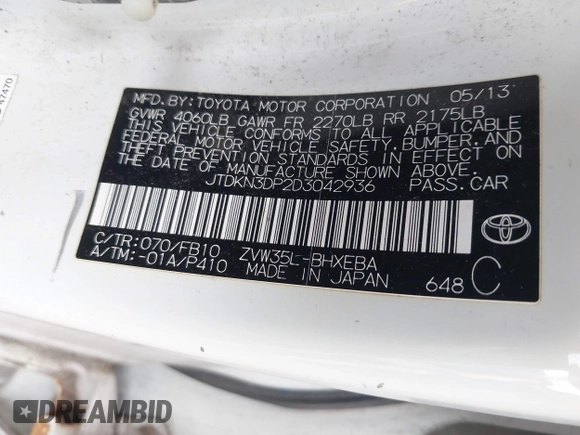 47470
MFD. BY: TOYOTA MOTOR CORPORATION 05/13
GVWR 4060LB GAWR FR 2270LB RR 2175LB
THIS VEHICLE CONFORMS TO ALL APPLICABLE
FEDERAL MOTOR VEHICLE SAFETY, BUMPER, AND
THEFT PREVENTION STANDARDS IN EFFECT ON
THE DATE OF MANUFACTURE SHOWN ABOVE.
JTDKN3DP2D3042936 PASS. CAR
C/TR: 070/FB10 ZVW35L-BHXEBA
A/TM: -01A/P410 MADE IN JAPAN
648 C
TOYOTA
DREAMBID